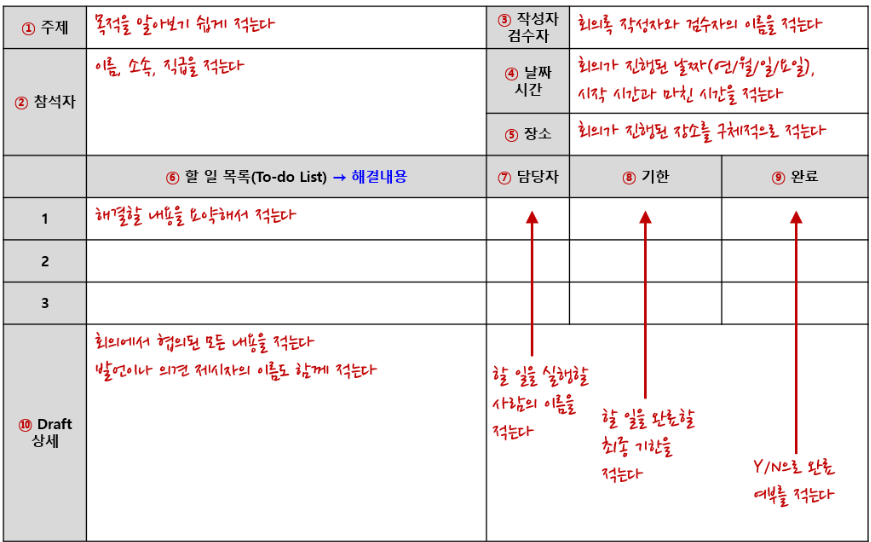 ① 주제
목적을 알아보기 쉽게 적는다
③ 작성자
검수자
회의록 작성자와 검수자의 이름을 적는다
② 참석자
이름, 소속, 직급을 적는다
④ 날짜
시간
회의가 진행된 날짜(연/월/일/요일),
시작 시간과 마친 시간을 적는다
⑤ 장소
회의가 진행된 장소를 구체적으로 적는다
⑥ 할 일 목록(To-do List) → 해결내용
⑦ 담당자
⑧ 기한
⑨ 완료
1
해결할 내용을 요약해서 적는다
2
3
⑩ Draft
상세
회의에서 협의된 모든 내용을 적는다
발언이나 의견 제시자의 이름도 함께 적는다
할 일을 실행할
사람의 이름을
적는다
할 일을 완료할
최종 기한을
적는다
Y/N으로 완료
여부를 적는다